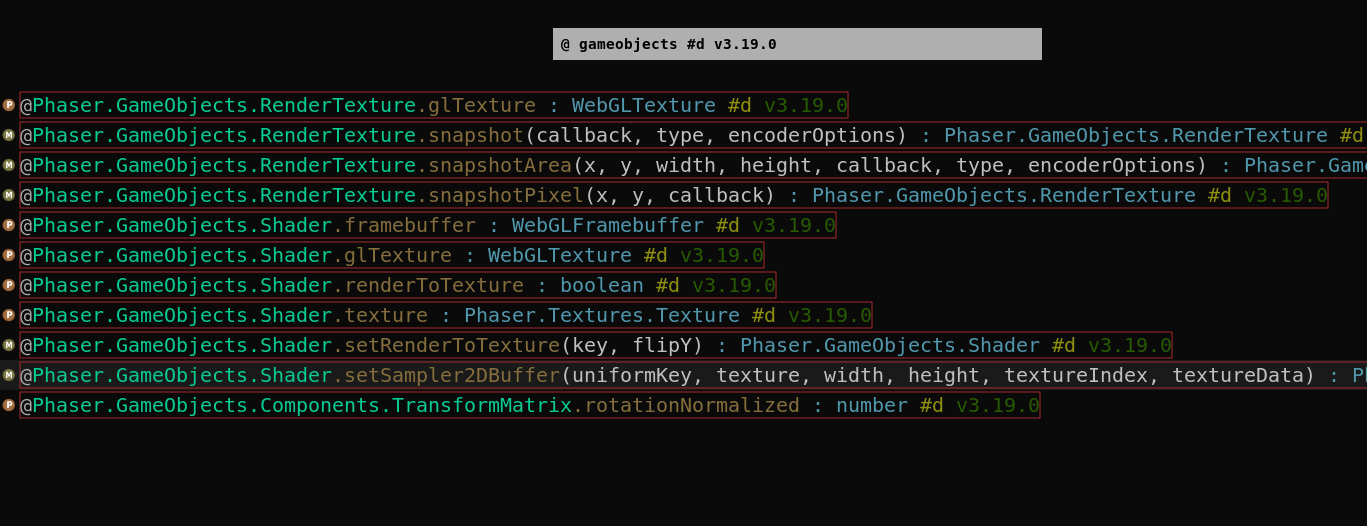 @ gameobjects #d v3.19.0
P @Phaser.GameObjects.RenderTexture.glTexture : WebGLTexture #d v3.19.0
M @Phaser.GameObjects.RenderTexture.snapshot(callback, type, encoderOptions) : Phaser.GameObjects.RenderTexture #d
M @Phaser.GameObjects.RenderTexture.snapshotArea(x, y, width, height, callback, type, encoderOptions) : Phaser.Game
M @Phaser.GameObjects.RenderTexture.snapshotPixel(x, y, callback) : Phaser.GameObjects.RenderTexture #d v3.19.0
P @Phaser.GameObjects.Shader.framebuffer : WebGLFramebuffer #d v3.19.0
P @Phaser.GameObjects.Shader.glTexture : WebGLTexture #d v3.19.0
P @Phaser.GameObjects.Shader.renderToTexture : boolean #d v3.19.0
P @Phaser.GameObjects.Shader.texture : Phaser.Textures.Texture #d v3.19.0
M @Phaser.GameObjects.Shader.setRenderToTexture(key, flipY) : Phaser.GameObjects.Shader #d v3.19.0
M @Phaser.GameObjects.Shader.setSampler2DBuffer(uniformKey, texture, width, height, textureIndex, textureData) : Ph
P @Phaser.GameObjects.Components.TransformMatrix.rotationNormalized : number #d v3.19.0